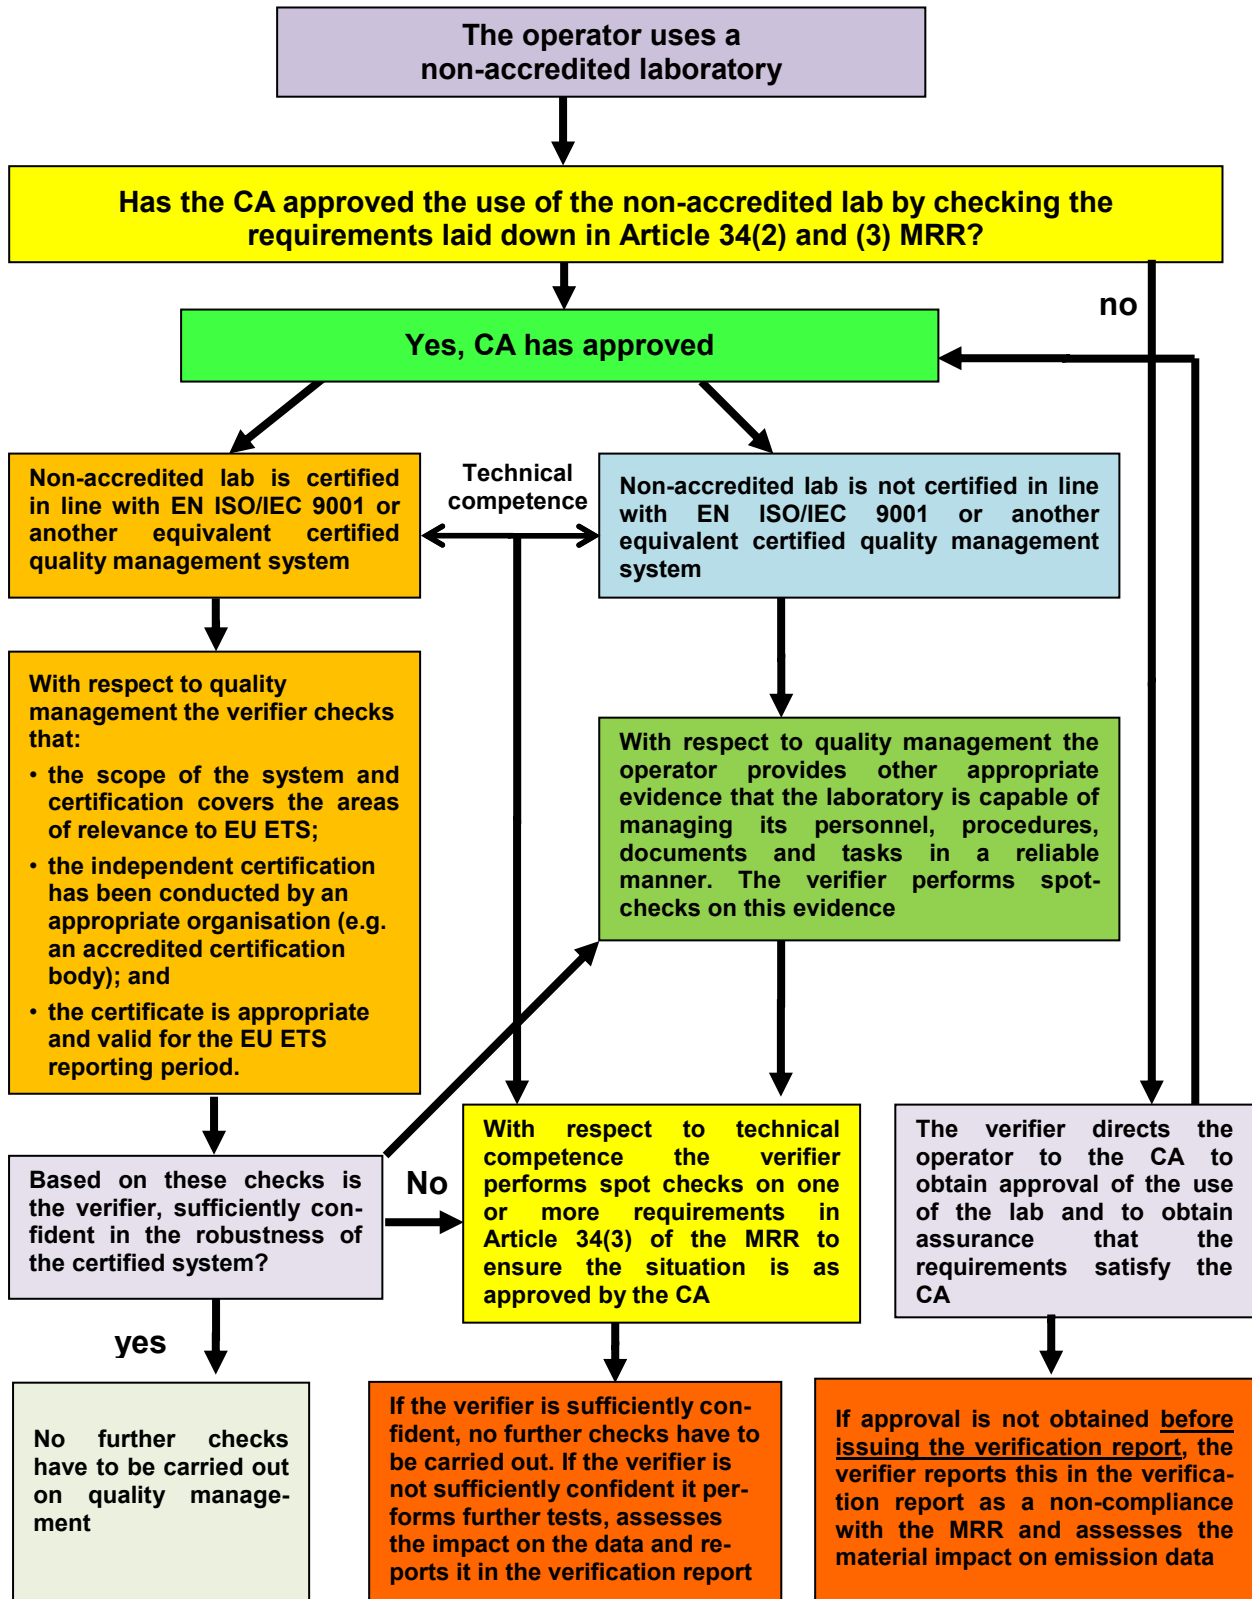 The operator uses a
non-accredited laboratory
Has the CA approved the use of the non-accredited lab by checking the
requirements laid down in Article 34(2) and (3) MRR?
no
Yes, CA has approved
Non-accredited lab is certified
in line with EN ISO/IEC 9001 or
another equivalent certified
quality management system
Technical
competence
Non-accredited lab is not certified in line
with EN ISO/IEC 9001 or another
equivalent certified quality management
system
With respect to quality
management the verifier checks
that:
• the scope of the system and
certification covers the areas
of relevance to EU ETS;
• the independent certification
has been conducted by an
appropriate organisation (e.g.
an accredited certification
body); and
• the certificate is appropriate
and valid for the EU ETS
reporting period.
With respect to quality management the
operator provides other appropriate
evidence that the laboratory is capable of
managing its personnel, procedures,
documents and tasks in a reliable
manner. The verifier performs spot-
checks on this evidence
Based on these checks is
the verifier, sufficiently con-
fident in the robustness of
the certified system?
No
With respect to technical
competence the verifier
performs spot checks on one
or more requirements in
Article 34(3) of the MRR to
ensure the situation is as
approved by the CA
The verifier directs the
operator to the CA to
obtain approval of the use
of the lab and to obtain
assurance that the
requirements satisfy the
CA
yes
No further checks
have to be carried out
on quality manage-
ment
If the verifier is sufficiently con-
fident, no further checks have to
be carried out. If the verifier is
not sufficiently confident it per-
forms further tests, assesses
the impact on the data and re-
ports it in the verification report
If approval is not obtained before
issuing the verification report, the
verifier reports this in the verifica-
tion report as a non-compliance
with the MRR and assesses the
material impact on emission data